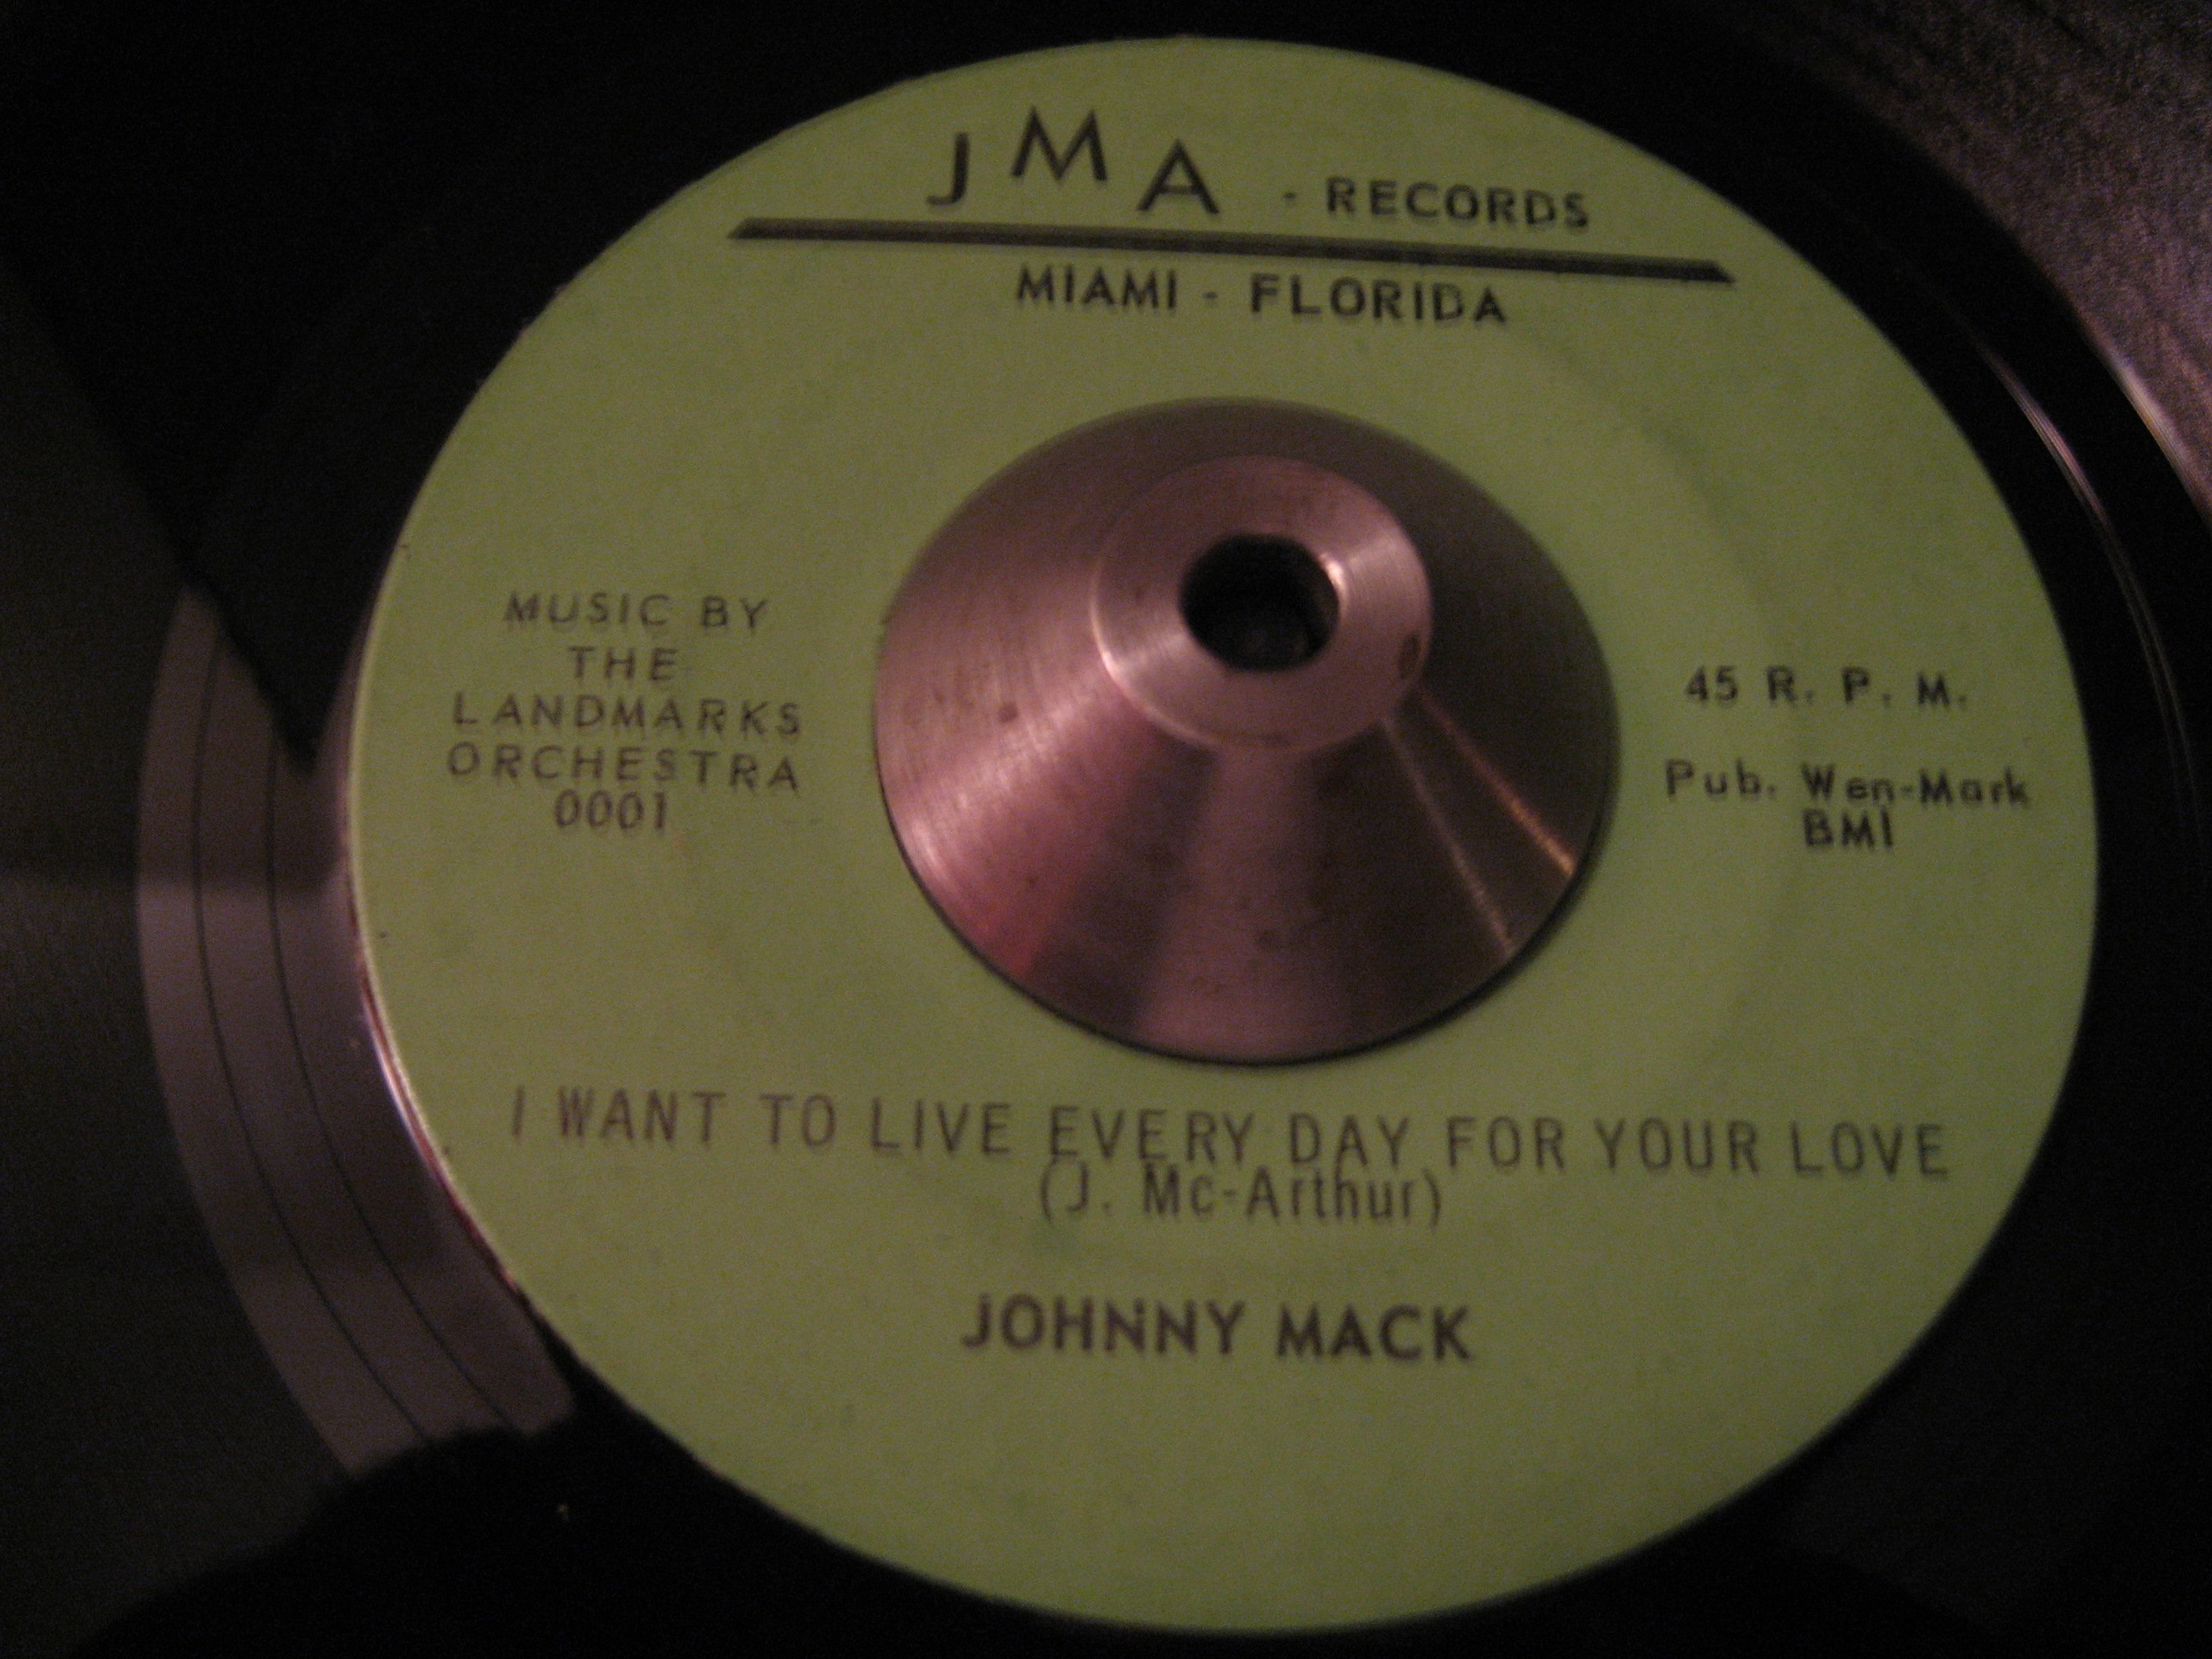 JMA - RECORDS
MIAMI - FLORIDA
MUSIC BY
THE
LANDMARKS
ORCHESTRA
0001
45 R. P. M.
Pub. Wen-Mark
BMI
I WANT TO LIVE EVERY DAY FOR YOUR LOVE
(J. Mc-Arthur)
JOHNNY MACK